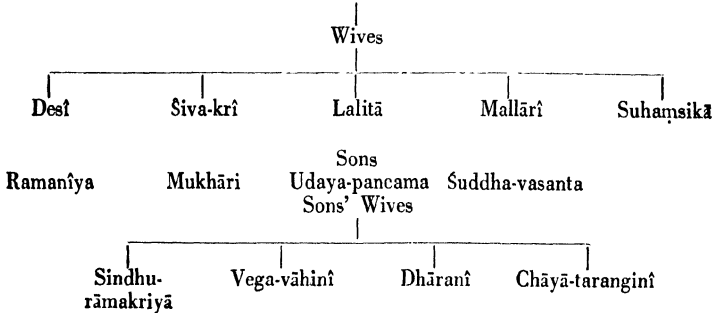 Wives
Desî Śiva-krî Lalitā Mallārî Suhaṃsikā
Sons
Ramanîya Mukhāri Udaya-pancama Śuddha-vasanta
Sons' Wives
Sindhu- Vega-vāhinî Dhāranî Chāyā-taranginî
rāmakriyā